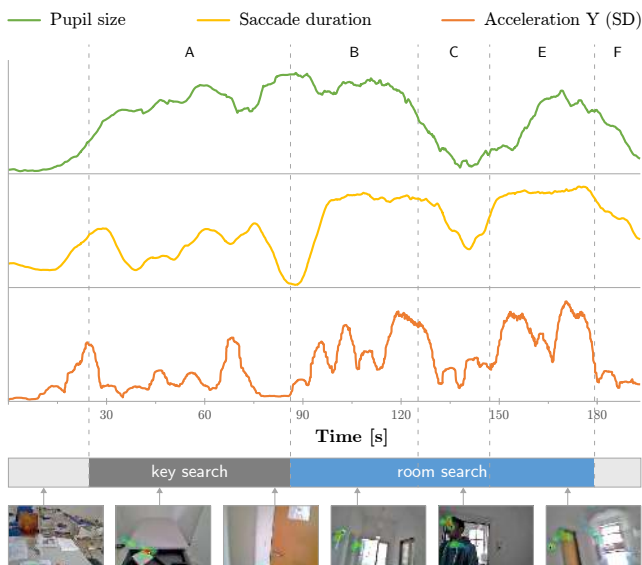 Pupil size Saccade duration Acceleration Y (SD)
A B C E F
30 60 90 120 150 180
Time [s]
key search room search